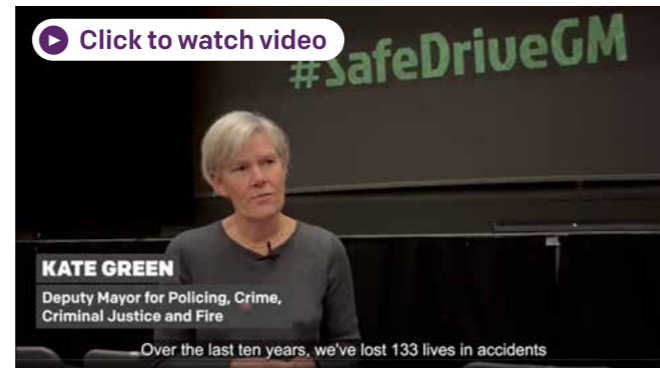 Click to watch video
#SafeDriveGM
KATE GREEN
Deputy Mayor for Policing, Crime,
Criminal Justice and Fire
Over the last ten years, we've lost 133 lives in accidents